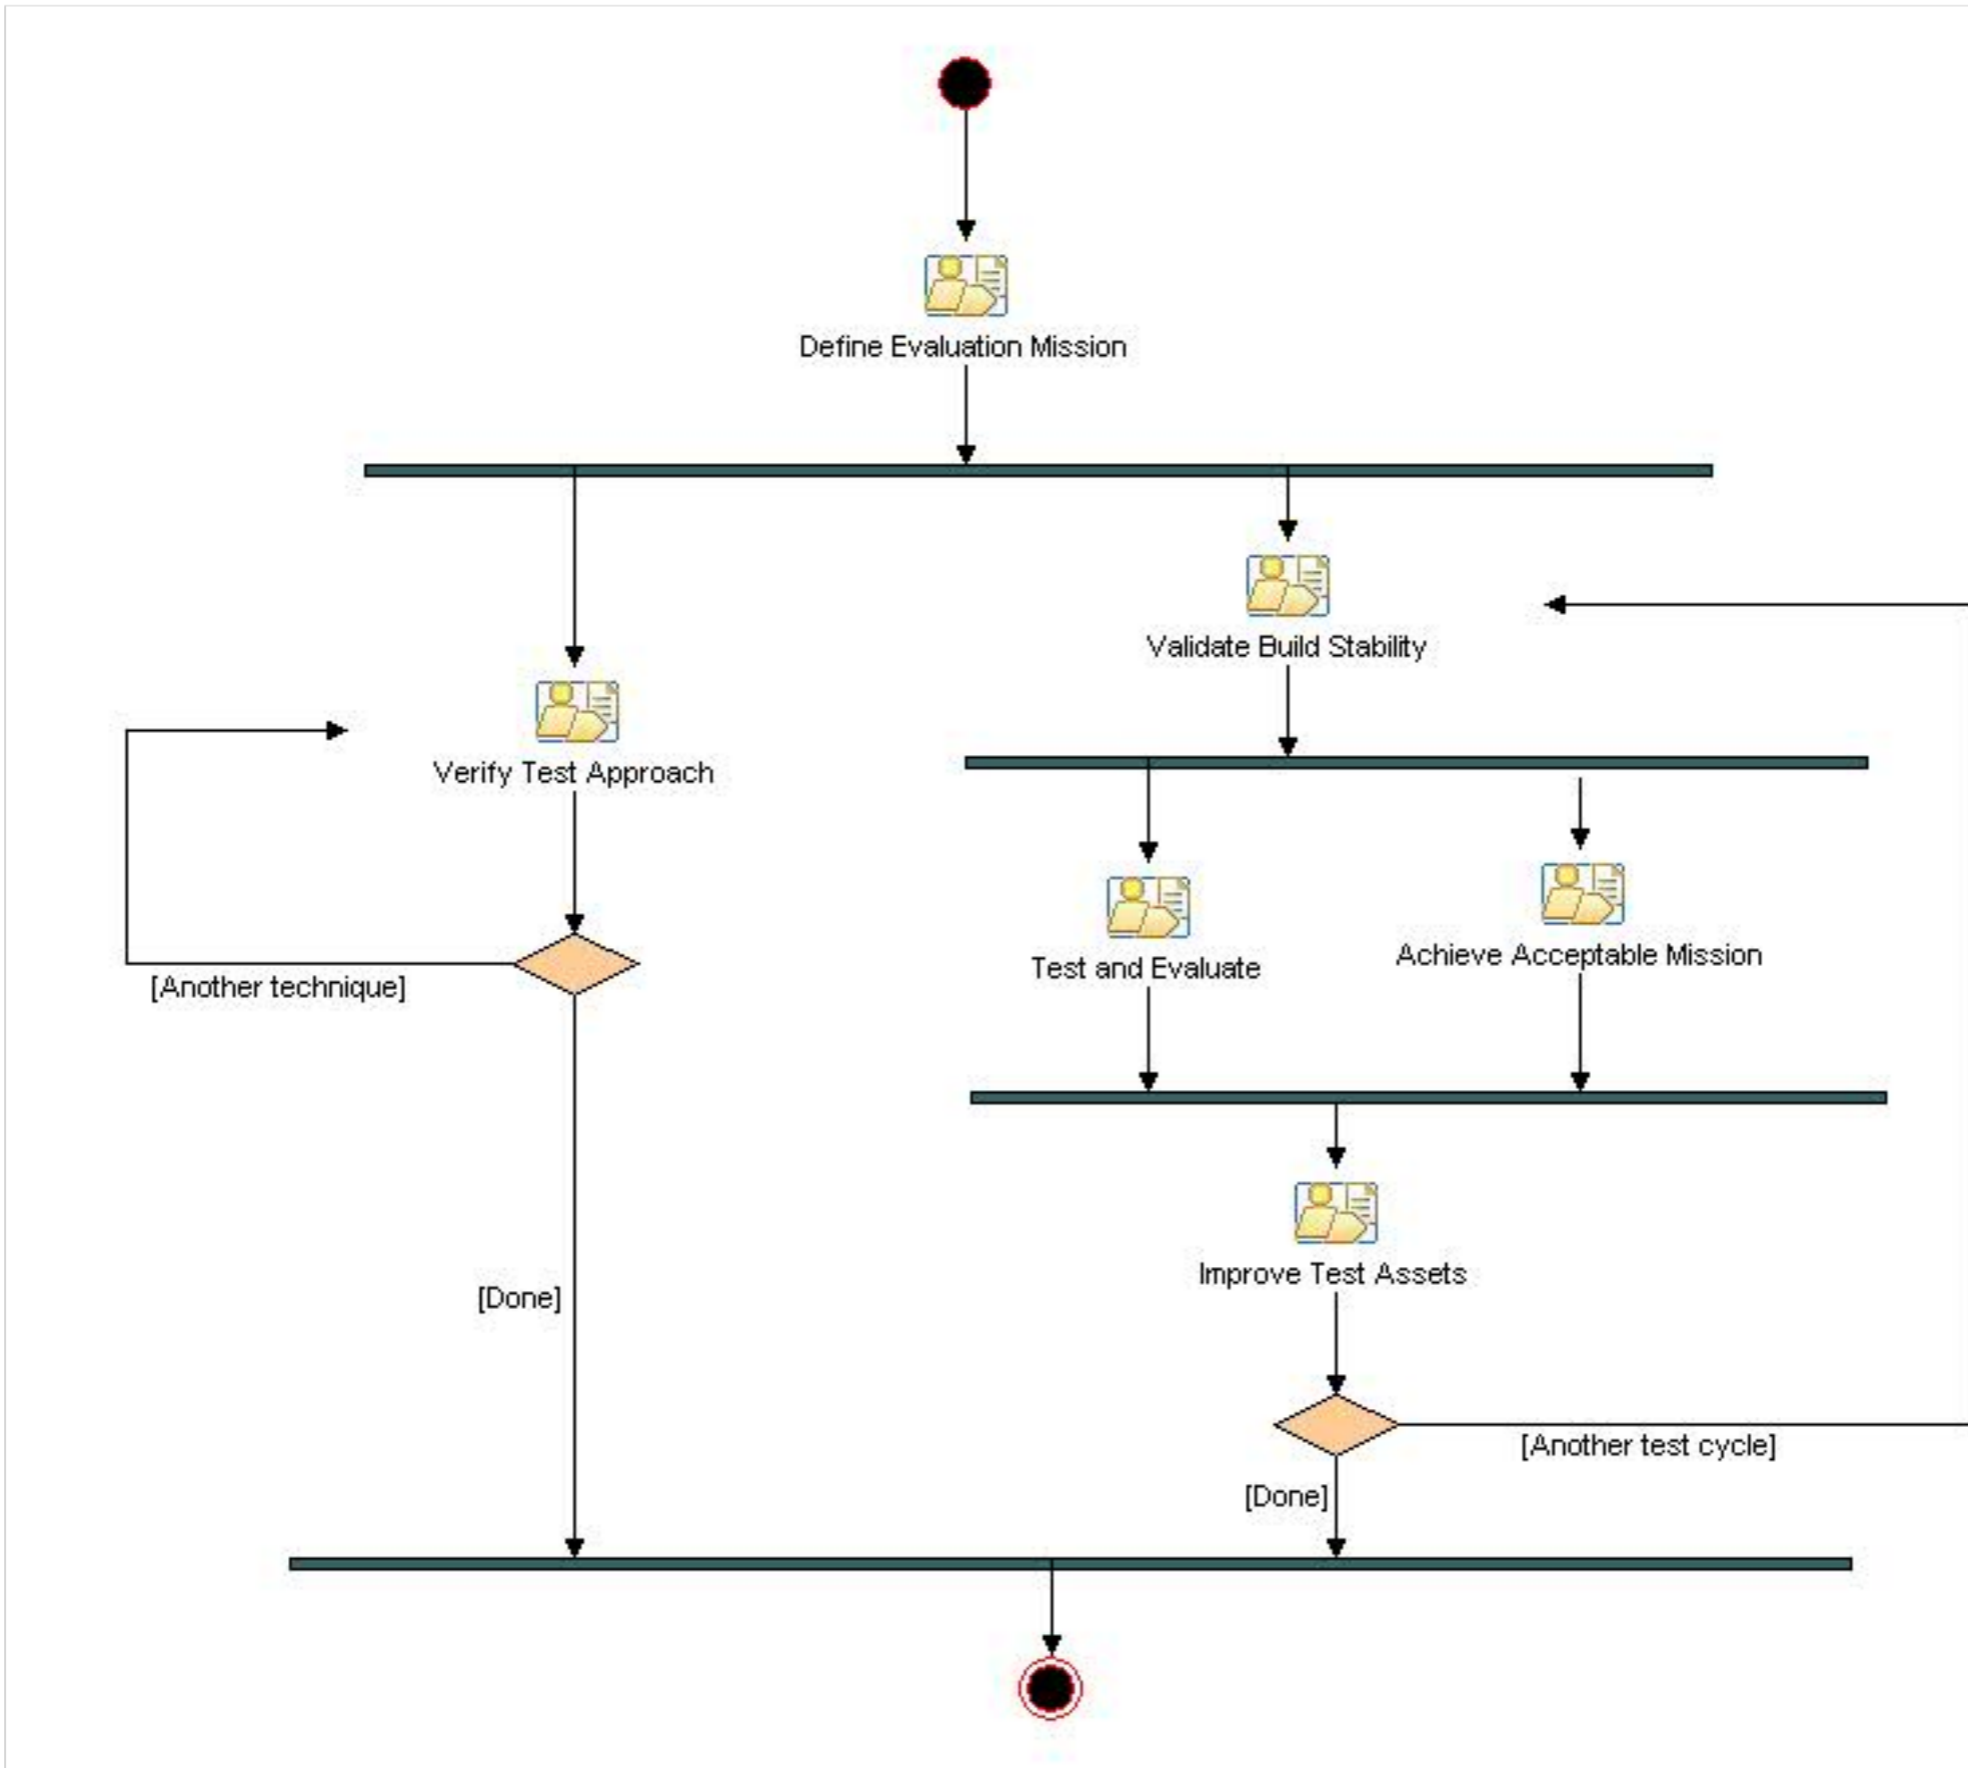 Define Evaluation Mission
Validate Build Stability
Verify Test Approach
Test and Evaluate
Achieve Acceptable Mission
[Another technique]
Improve Test Assets
[Done]
[Another test cycle]
[Done]